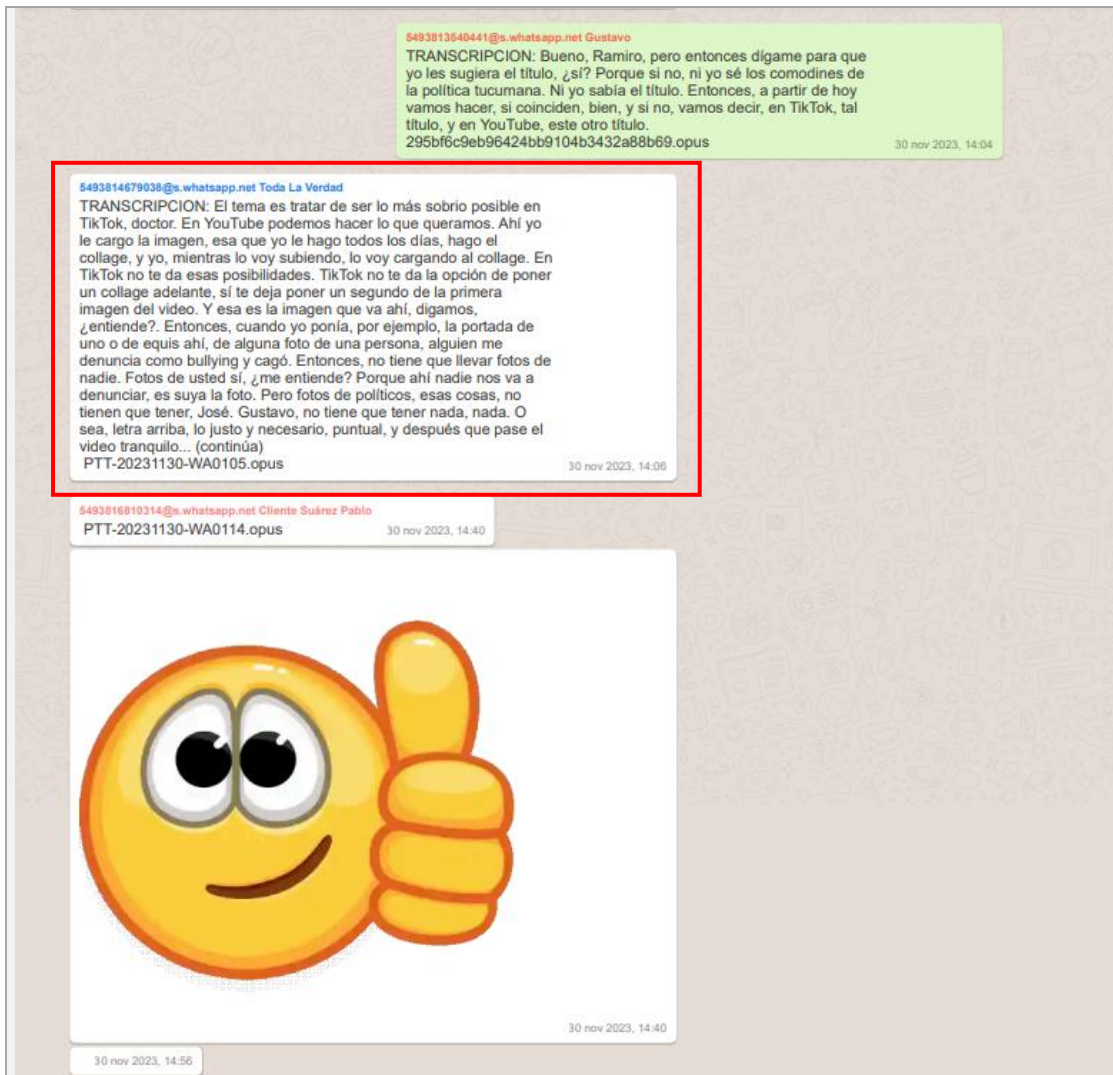 5493813540441@s.whatsapp.net Gustavo
TRANSCRIPCION: Bueno, Ramiro, pero entonces dígame para que
yo les sugiera el título, ¿sí? Porque si no, ni yo sé los comodines de
la política tucumana. Ni yo sabía el título. Entonces, a partir de hoy
vamos hacer, si coinciden, bien, y si no, vamos decir, en TikTok, tal
título, y en YouTube, este otro título.
295bf6c9eb96424bb9104b3432a88b69.opus
30 nov 2023, 14:04
5493814679038@s.whatsapp.net Toda La Verdad
TRANSCRIPCION: El tema es tratar de ser lo más sobrio posible en
TikTok, doctor. En YouTube podemos hacer lo que queramos. Ahí yo
le cargo la imagen, esa que yo le hago todos los días, hago el
collage, y yo, mientras lo voy subiendo, lo voy cargando al collage. En
TikTok no te da esas posibilidades. TikTok no te da la opción de poner
un collage adelante, sí te deja poner un segundo de la primera
imagen del video. Y esa es la imagen que va ahí, digamos,
¿entiende?. Entonces, cuando yo ponía, por ejemplo, la portada de
uno o de equis ahí, de alguna foto de una persona, alguien me
denuncia como bullying y cagó. Entonces, no tiene que llevar fotos de
nadie. Fotos de usted sí, ¿me entiende? Porque ahí nadie nos va a
denunciar, es suya la foto. Pero fotos de políticos, esas cosas, no
tienen que tener, José. Gustavo, no tiene que tener nada, nada. O
sea, letra arriba, lo justo y necesario, puntual, y después que pase el
video tranquilo... (continúa)
PTT-20231130-WA0105.opus
30 nov 2023, 14:06
5493816810314@s.whatsapp.net Cliente Suárez Pablo
PTT-20231130-WA0114.opus
30 nov 2023, 14:40
30 nov 2023, 14:40
30 nov 2023, 14:56